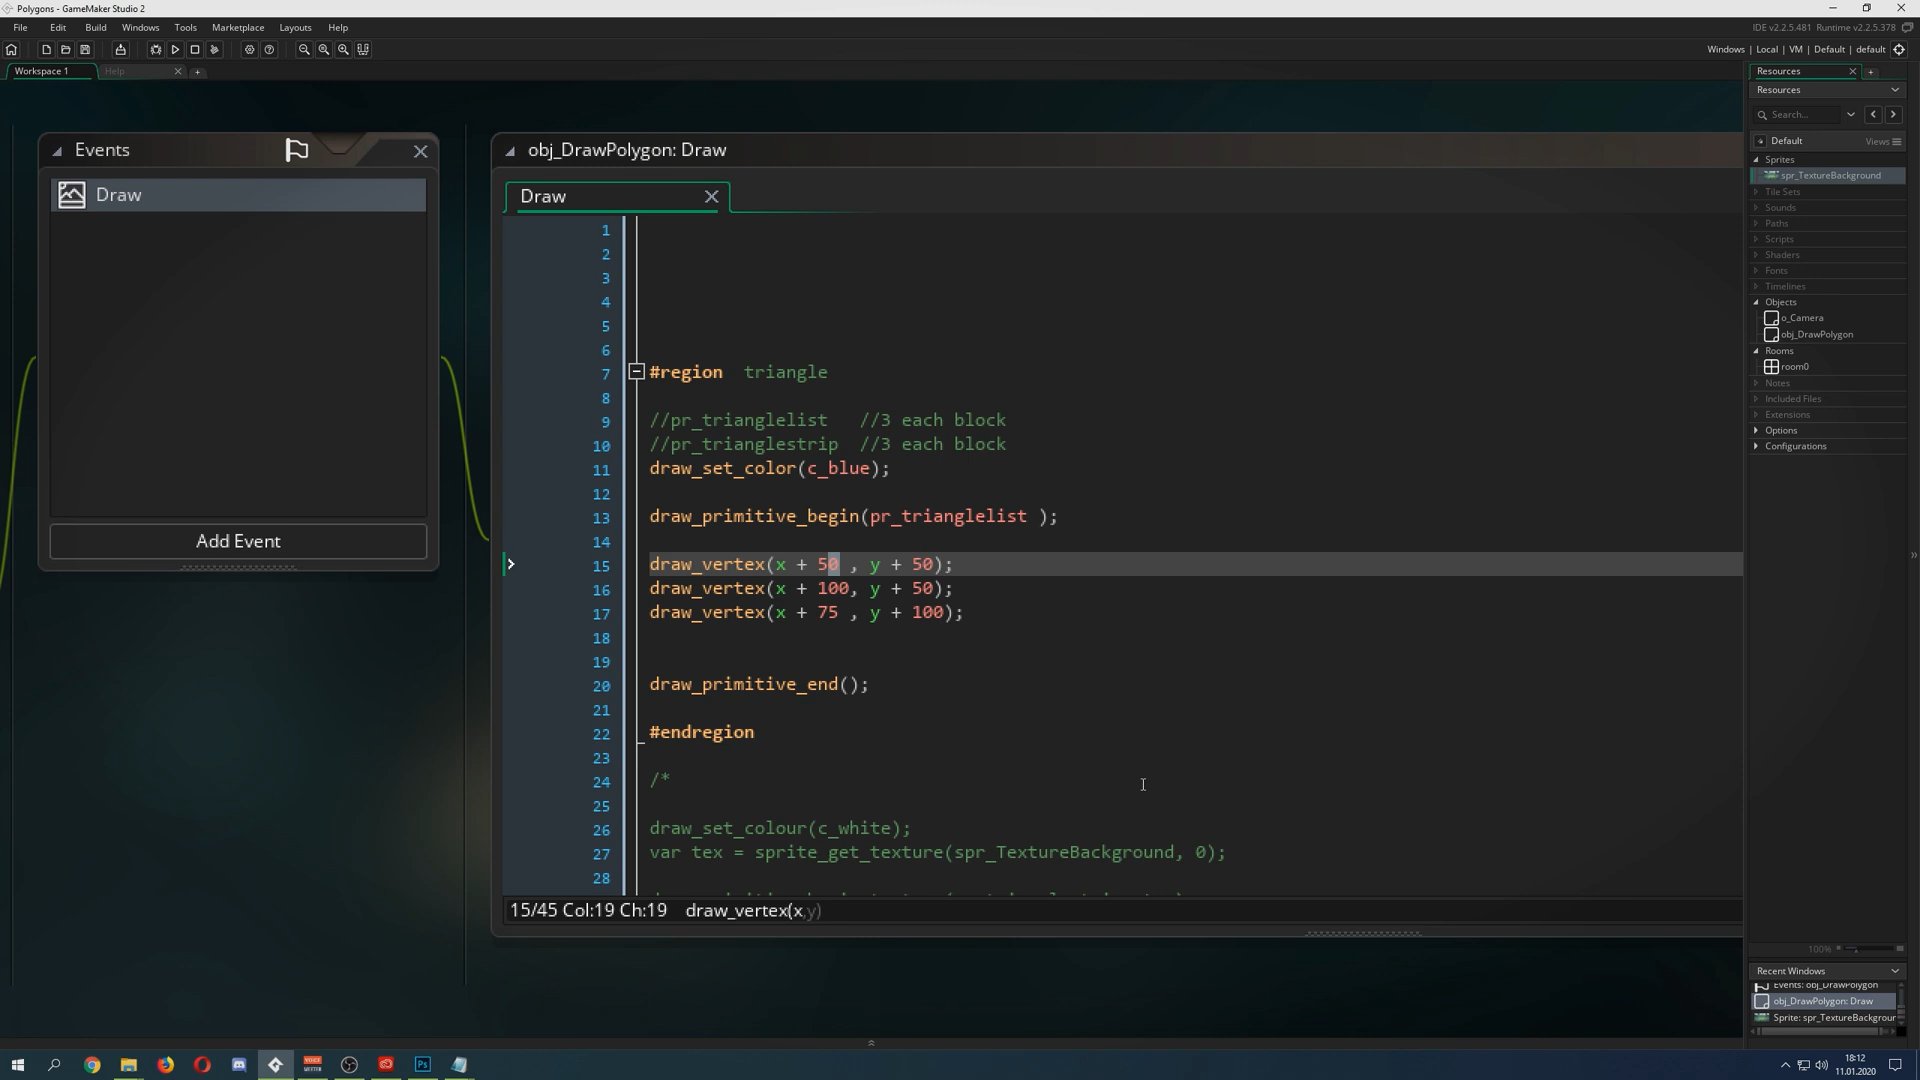 Polygons - GameMaker Studio 2
File Edit Build Windows Tools Marketplace Layouts Help
IDE v2.2.5.481 Runtime v2.2.5.378
Windows | Local | VM | Default | default
Workspace 1
Help
Events
Draw
Add Event
obj_DrawPolygon: Draw
Draw
1
2
3
4
5
6
7 #region triangle
8
9 //pr_trianglelist //3 each block
10 //pr_trianglestrip //3 each block
11 draw_set_color(c_blue);
12
13 draw_primitive_begin(pr_trianglelist );
14
15 draw_vertex(x + 50 , y + 50);
16 draw_vertex(x + 100, y + 50);
17 draw_vertex(x + 75 , y + 100);
18
19
20 draw_primitive_end();
21
22 #endregion
23
24 /*
25
26 draw_set_colour(c_white);
27 var tex = sprite_get_texture(spr_TextureBackground, 0);
28
15/45 Col:19 Ch:19 draw_vertex(x,y)
Resources
Resources
Search...
Default Views
Sprites
spr_TextureBackground
Tile Sets
Sounds
Paths
Scripts
Shaders
Fonts
Timelines
Objects
o_Camera
obj_DrawPolygon
Rooms
room0
Notes
Included Files
Extensions
Options
Configurations
100%
Recent Windows
Events: obj_DrawPolygon
obj_DrawPolygon: Draw
Sprite: spr_TextureBackgroun
Ps
18:12
11.01.2020